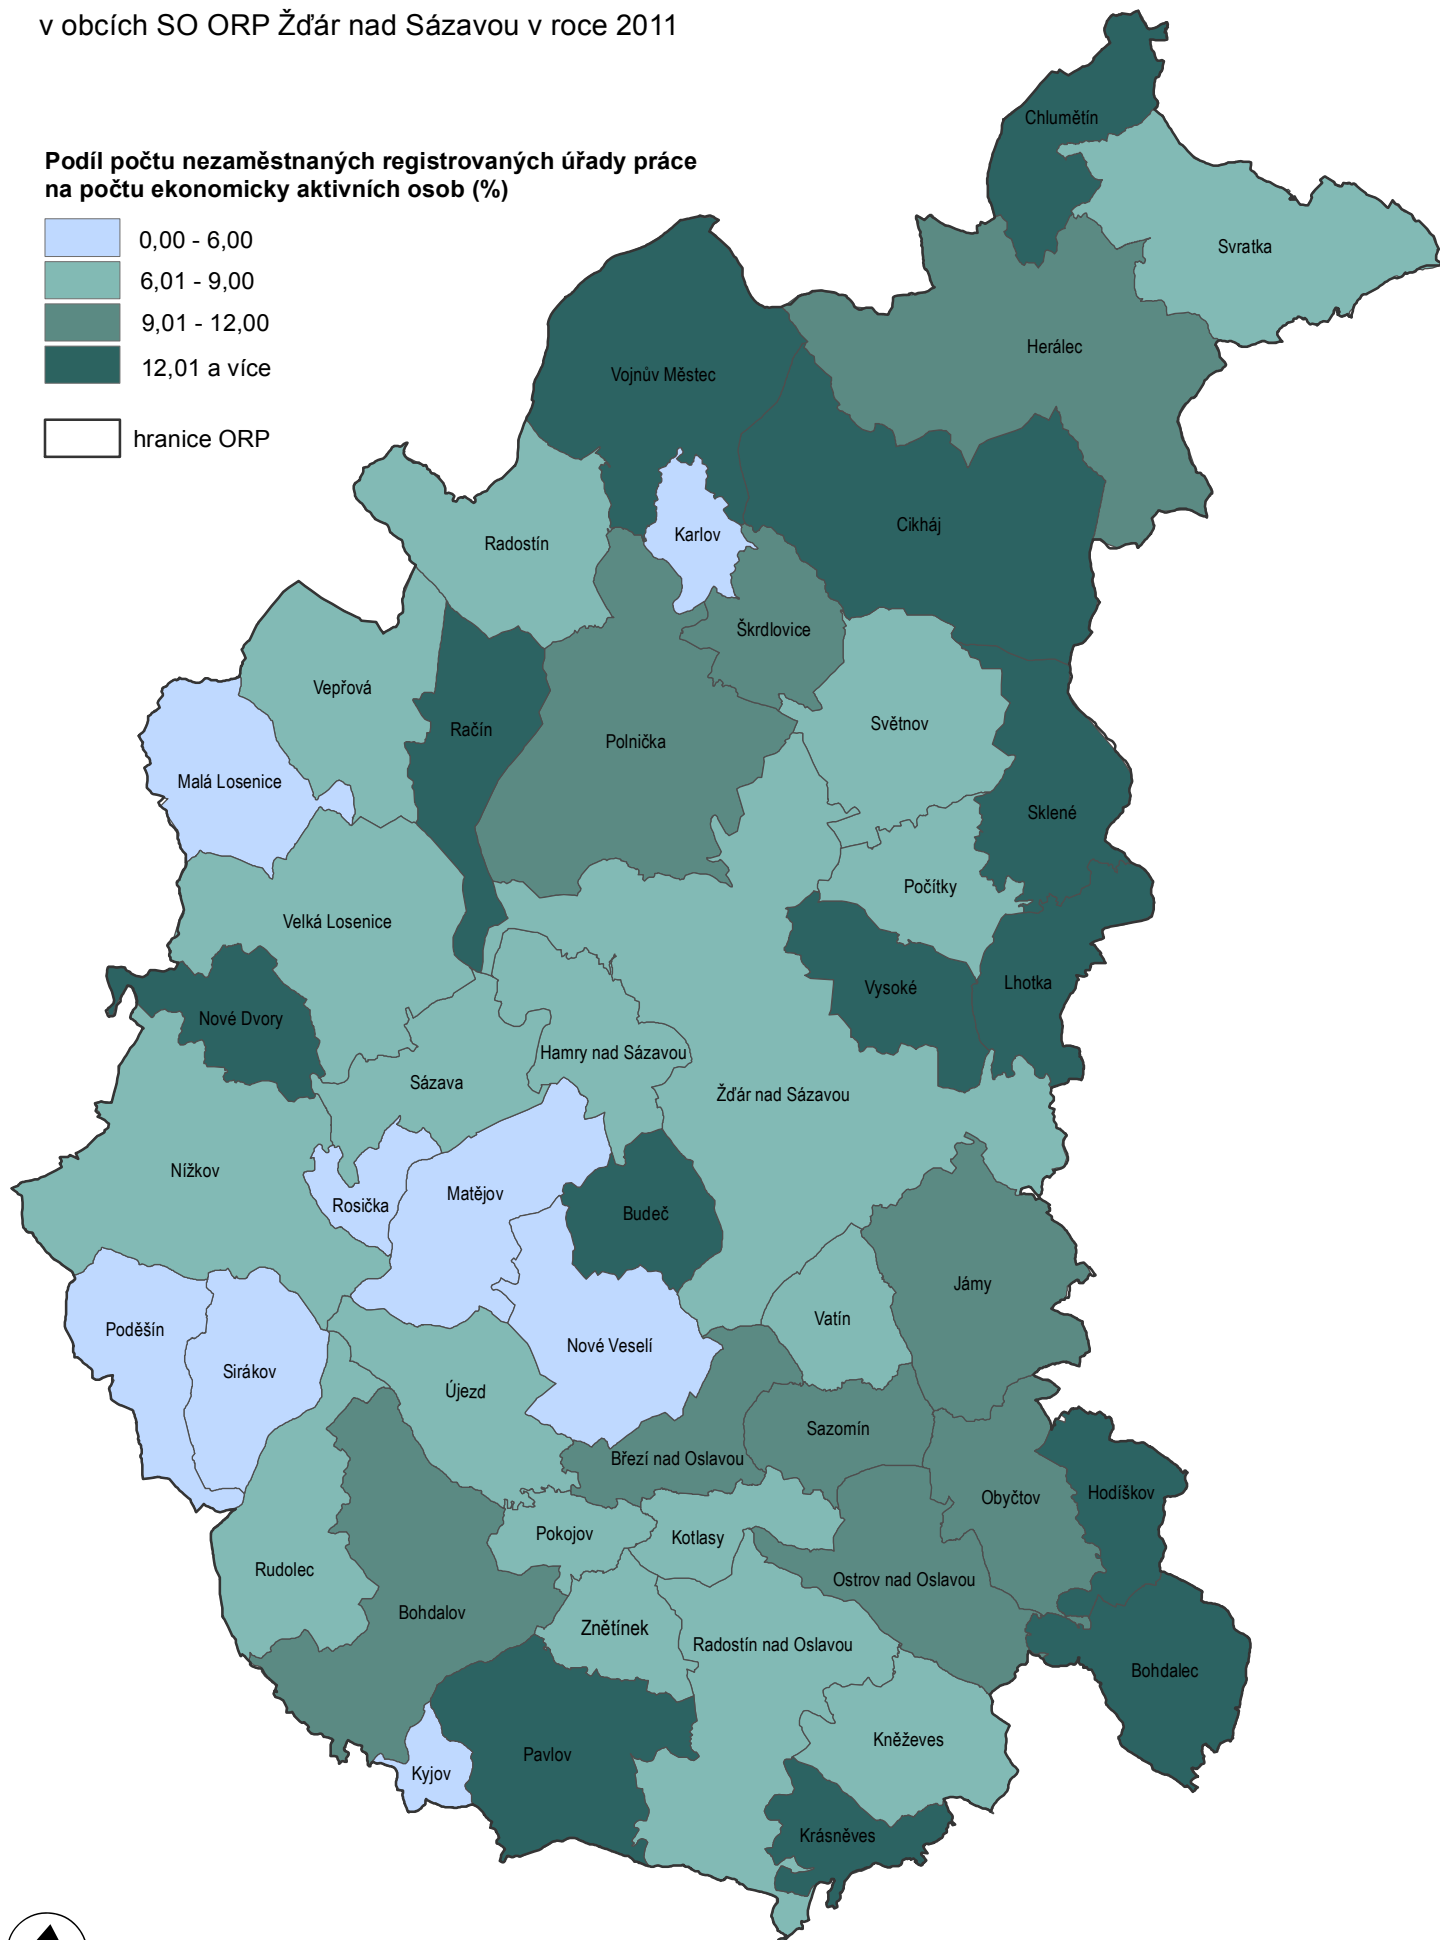 v obcích SO ORP Žďár nad Sázavou v roce 2011
Podíl počtu nezaměstnaných registrovaných úřady práce
na počtu ekonomicky aktivních osob (%)
0,00 - 6,00
6,01 - 9,00
9,01 - 12,00
12,01 a více
hranice ORP
Chlumětín
Svratka
Herálec
Vojnův Městec
Cikháj
Karlov
Radostín
Škrdlovice
Vepřová
Světnov
Račín
Polnička
Malá Losenice
Sklené
Počítky
Velká Losenice
Lhotka
Vysoké
Nové Dvory
Hamry nad Sázavou
Sázava
Žďár nad Sázavou
Nížkov
Matějov
Rosička
Budeč
Jámy
Vatín
Poděšín
Nové Veselí
Sirákov
Újezd
Sazomín
Březí nad Oslavou
Hodíškov
Obyčtov
Pokojov
Kotlasy
Rudolec
Ostrov nad Oslavou
Bohdalov
Znětínek
Radostín nad Oslavou
Bohdalec
Kněževes
Pavlov
Kyjov
Krásněves